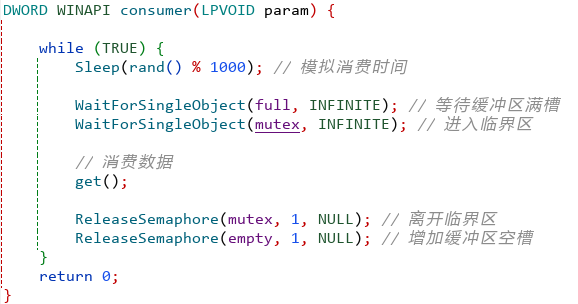 DWORD WINAPI consumer(LPVOID param) {
while (TRUE) {
Sleep(rand() % 1000); // 模拟消费时间
WaitForSingleObject(full, INFINITE); // 等待缓冲区满槽
WaitForSingleObject(mutex, INFINITE); // 进入临界区
// 消费数据
get();
ReleaseSemaphore(mutex, 1, NULL); // 离开临界区
ReleaseSemaphore(empty, 1, NULL); // 增加缓冲区空槽
}
return 0;
}